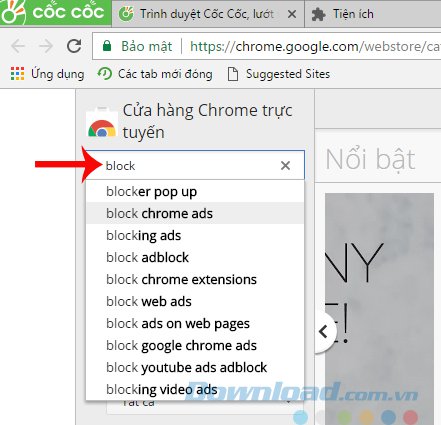 CỐC CỐC
Trình duyệt Cốc Cốc, lướt
Tiện ích
Bảo mật
https://chrome.google.com/webstore/ca
Ứng dụng
Các tab mới đóng
Suggested Sites
Cửa hàng Chrome trực
tuyến
block
Nổi bật
blocker pop up
block chrome ads
blocking ads
block adblock
block chrome extensions
block web ads
block ads on web pages
block google chrome ads
block youtube ads adblock
blocking video ads
NY
E!
Tất cả
Download.com.vn